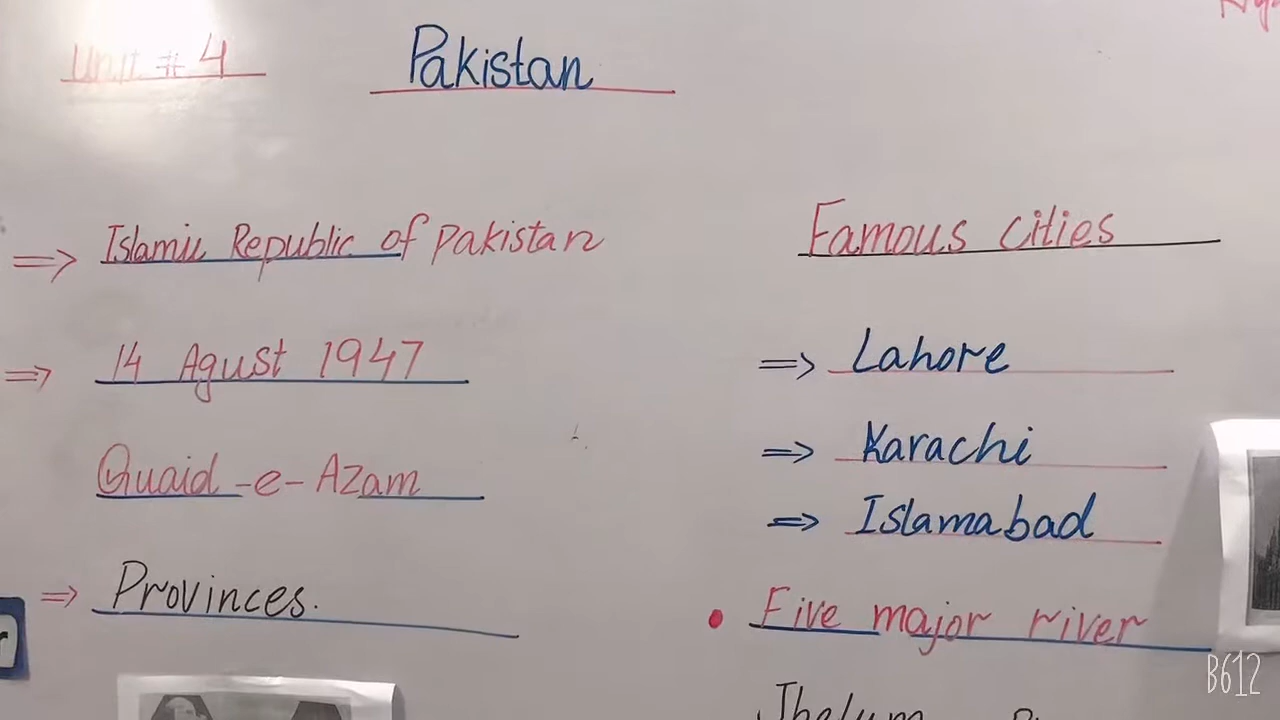 Unit # 4
Pakistan
⇒ Islamic Republic of pakistan
⇒ 14 Agust 1947
Quaid-e-Azam
⇒ Provinces.
Famous cities
⇒ Lahore
⇒ Karachi
⇒ Islamabad
• Five major river
Jhelum
B612